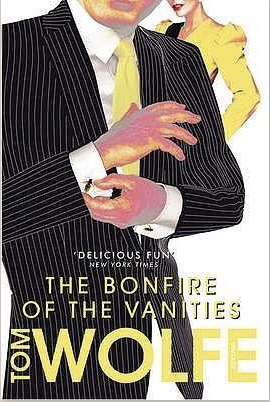 'DELICIOUS FUN'
NEW YORK TIMES
THE BONFIRE
OF THE VANITIES
TOM
WOLFE